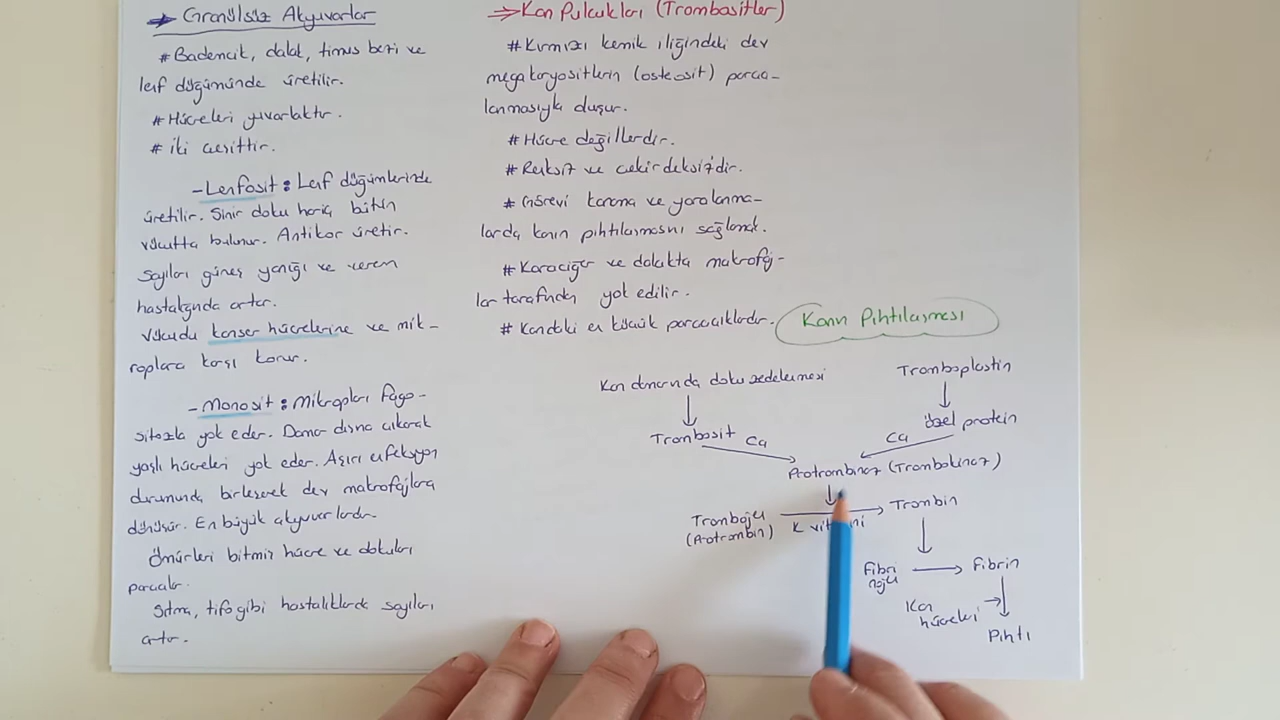 → Granülsüz Akyuvarlar
# Bademcik, dalak, timus bezi ve
lenf düğümünde üretilir.
# Hücreleri yuvarlaktır.
# İki çeşittir.
- Lenfosit : Lenf düğümlerinde
üretilir. Sinir doku hariç bütün
vücutta bulunur. Antikor üretir.
Sayıları güneş yanığı ve verem
hastalığında artar.
Vücudu kanser hücrelerine ve mik-
roplara karşı korur.
- Monosit : Mikropları fago-
sitozla yok eder. Damar dışına çıkarak
yaşlı hücreleri yok eder. Aşırı enfeksiyon
durumunda birleşerek dev makrofajlara
dönüşür. En büyük akyuvarlardır.
Ömürleri bitmiş hücre ve dokuları
parçalar.
Sıtma, tifo gibi hastalıklarda sayıları
artar.
⇒ Kan Pulcukları (Trombositler)
# Kırmızı kemik iliğindeki dev
megakaryositlerin (osteosit) parça-
lanmasıyla oluşur.
# Hücre değillerdir.
# Renksiz ve çekirdeksizdir.
# Görevi kanama ve yaralanma-
larda kanın pıhtılaşmasını sağlamak.
# Karaciğer ve dalakta makrofaj-
lar tarafından yok edilir.
# Kandaki en küçük parçacıklardır.
Kanın Pıhtılaşması
Kan damarında doku zedelenmesi
Tromboplastin
↓
↓
Trombosit Ca
Ca özel protein
Protrombinaz (Trombokinaz)
↓
Trombojen
(Protrombin)
→ Trombin
↓
Fibri
nojen
→ Fibrin
Kan
hücreleri → ↓
Pıhtı